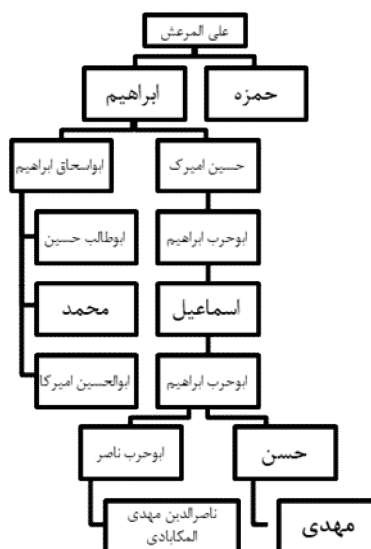 علی المرعش
حمزه
ابراهیم
حسین امیرک
ابواسحاق ابراهیم
ابوحرب ابراهیم
ابوطالب حسین
اسماعیل
محمد
ابوحرب ابراهیم
ابوالحسین امیرکا
حسن
ابوحرب ناصر
مهدی
ناصرالدین مهدی
المکابادی